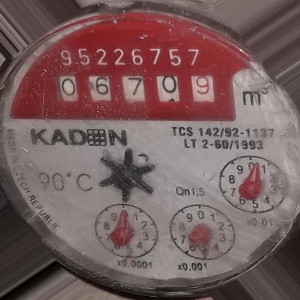 95226757
06709
m³
KADEN
TCS 142/92-1137
LT 2-60/1993
90°C
Qn1,5
x0.01
x0.0001
x0.001